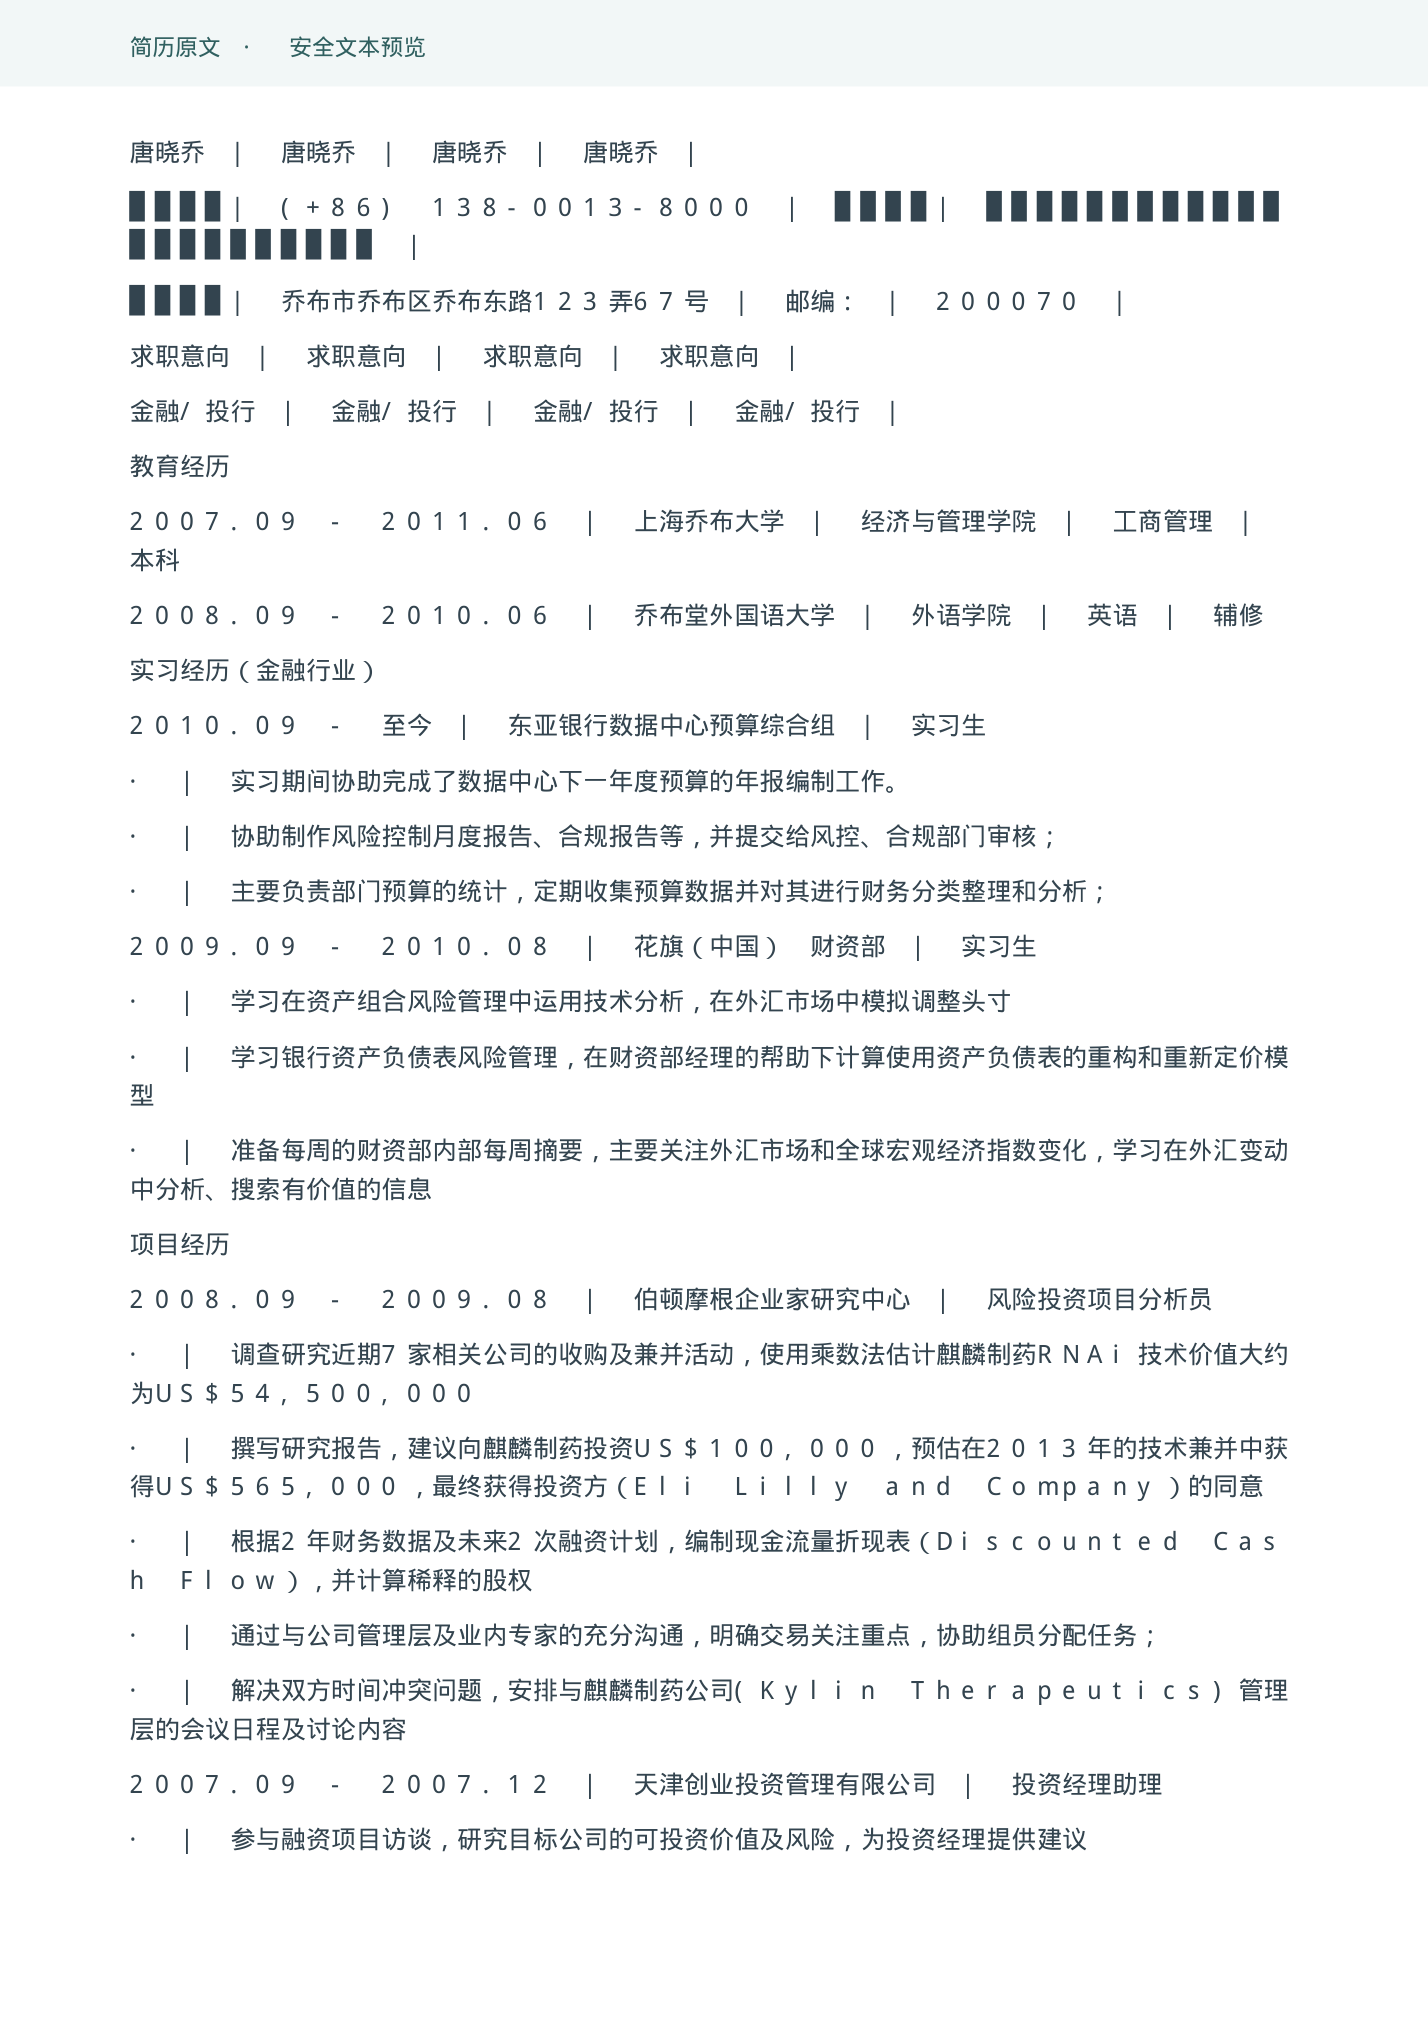 简历原文 · 安全文本预览
唐晓乔 | 唐晓乔 | 唐晓乔 | 唐晓乔 |
████| (+86) 138-0013-8000 | ████| ████████████
██████████ |
████| 乔布市乔布区乔布东路123弄67号 | 邮编： | 200070 |
求职意向 | 求职意向 | 求职意向 | 求职意向 |
金融/投行 | 金融/投行 | 金融/投行 | 金融/投行 |
教育经历
2007.09 - 2011.06 | 上海乔布大学 | 经济与管理学院 | 工商管理 |
本科
2008.09 - 2010.06 | 乔布堂外国语大学 | 外语学院 | 英语 | 辅修
实习经历（金融行业）
2010.09 - 至今 | 东亚银行数据中心预算综合组 | 实习生
· | 实习期间协助完成了数据中心下一年度预算的年报编制工作。
· | 协助制作风险控制月度报告、合规报告等，并提交给风控、合规部门审核；
· | 主要负责部门预算的统计，定期收集预算数据并对其进行财务分类整理和分析；
2009.09 - 2010.08 | 花旗（中国） 财资部 | 实习生
· | 学习在资产组合风险管理中运用技术分析，在外汇市场中模拟调整头寸
· | 学习银行资产负债表风险管理，在财资部经理的帮助下计算使用资产负债表的重构和重新定价模
型
· | 准备每周的财资部内部每周摘要，主要关注外汇市场和全球宏观经济指数变化，学习在外汇变动
中分析、搜索有价值的信息
项目经历
2008.09 - 2009.08 | 伯顿摩根企业家研究中心 | 风险投资项目分析员
· | 调查研究近期7家相关公司的收购及兼并活动，使用乘数法估计麒麟制药RNAi技术价值大约
为US$54,500,000
· | 撰写研究报告，建议向麒麟制药投资US$100,000，预估在2013年的技术兼并中获
得US$565,000，最终获得投资方（Eli Lilly and Company）的同意
· | 根据2年财务数据及未来2次融资计划，编制现金流量折现表（Discounted Cas
h Flow），并计算稀释的股权
· | 通过与公司管理层及业内专家的充分沟通，明确交易关注重点，协助组员分配任务；
· | 解决双方时间冲突问题，安排与麒麟制药公司(Kylin Therapeutics)管理
层的会议日程及讨论内容
2007.09 - 2007.12 | 天津创业投资管理有限公司 | 投资经理助理
· | 参与融资项目访谈，研究目标公司的可投资价值及风险，为投资经理提供建议